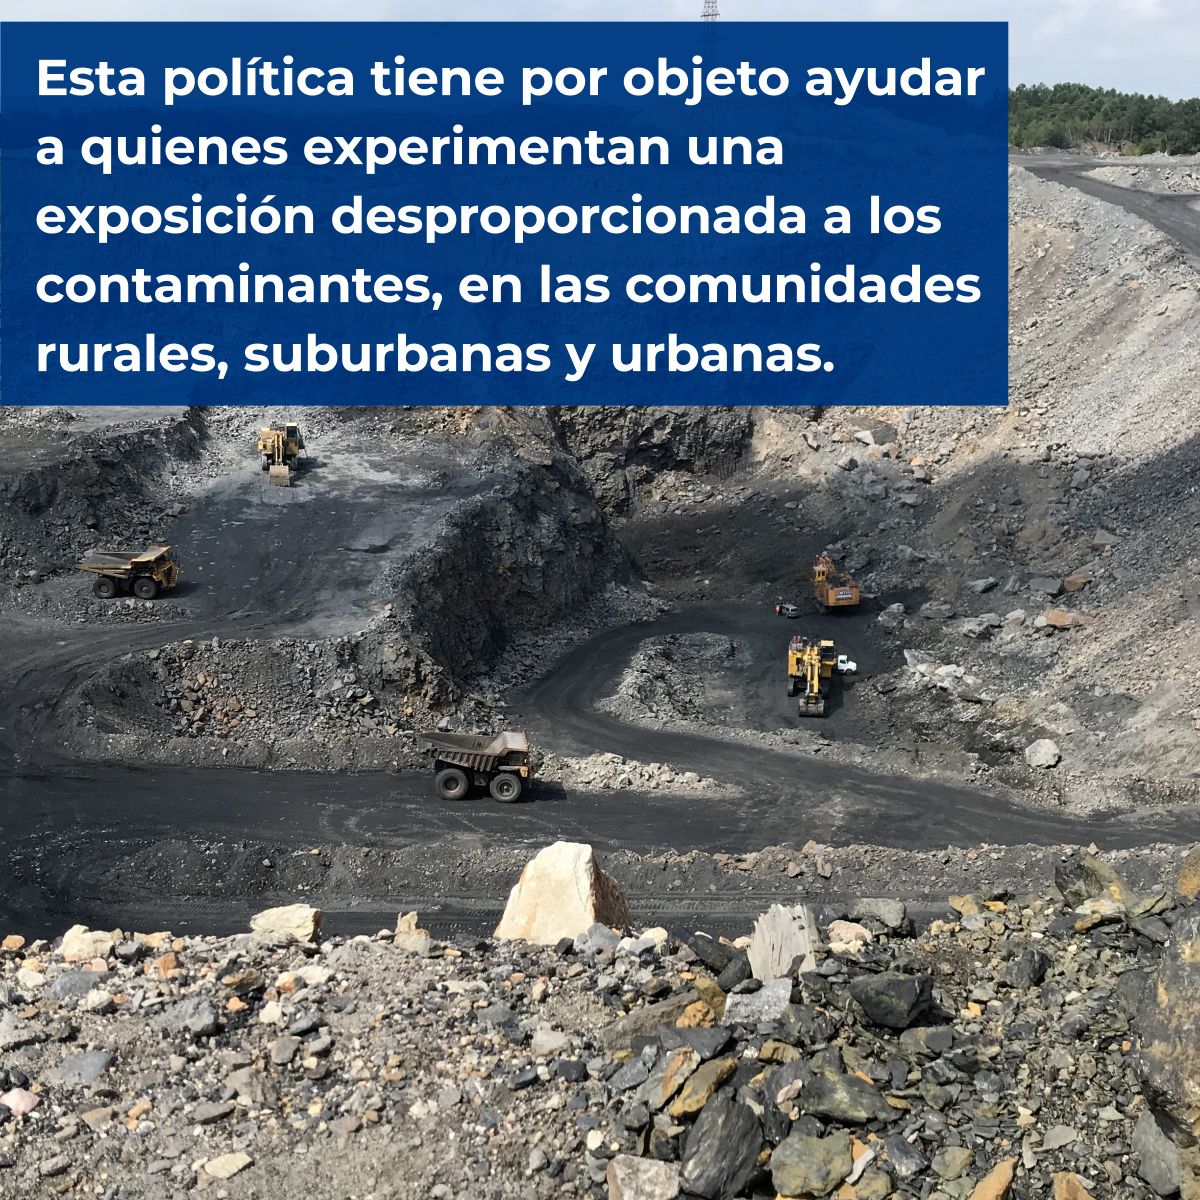 Esta política tiene por objeto ayudar
a quienes experimentan una
exposición desproporcionada a los
contaminantes, en las comunidades
rurales, suburbanas y urbanas.